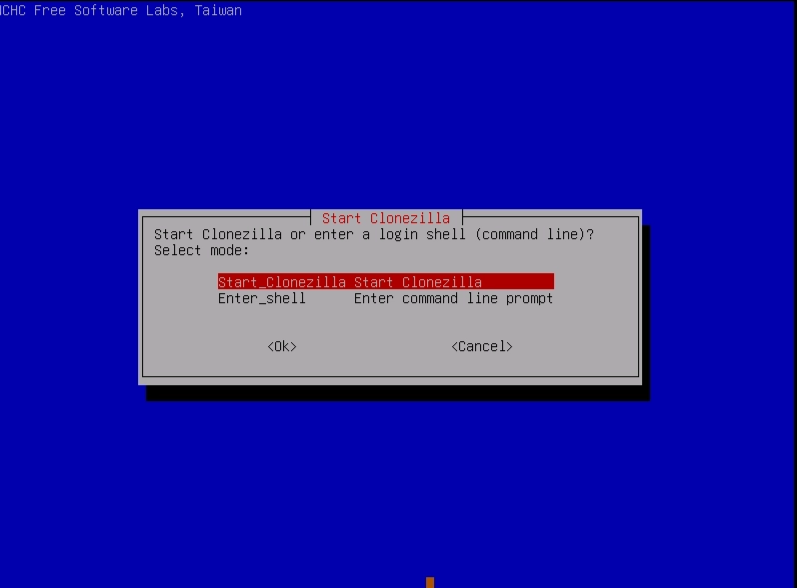 CHC Free Software Labs, Taiwan
Start Clonezilla
Start Clonezilla or enter a login shell (command line)?
Select mode:
Start_Clonezilla Start Clonezilla
Enter_shell Enter command line prompt
<Ok> <Cancel>